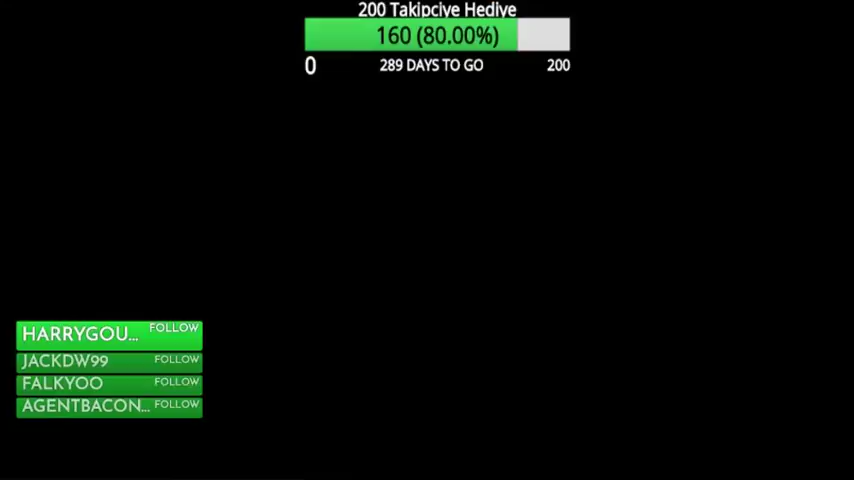 200 Takipciye Hediye
160 (80.00%)
0 289 DAYS TO GO 200
HARRYGOU... FOLLOW
JACKDW99 FOLLOW
FALKYOO FOLLOW
AGENTBACON... FOLLOW